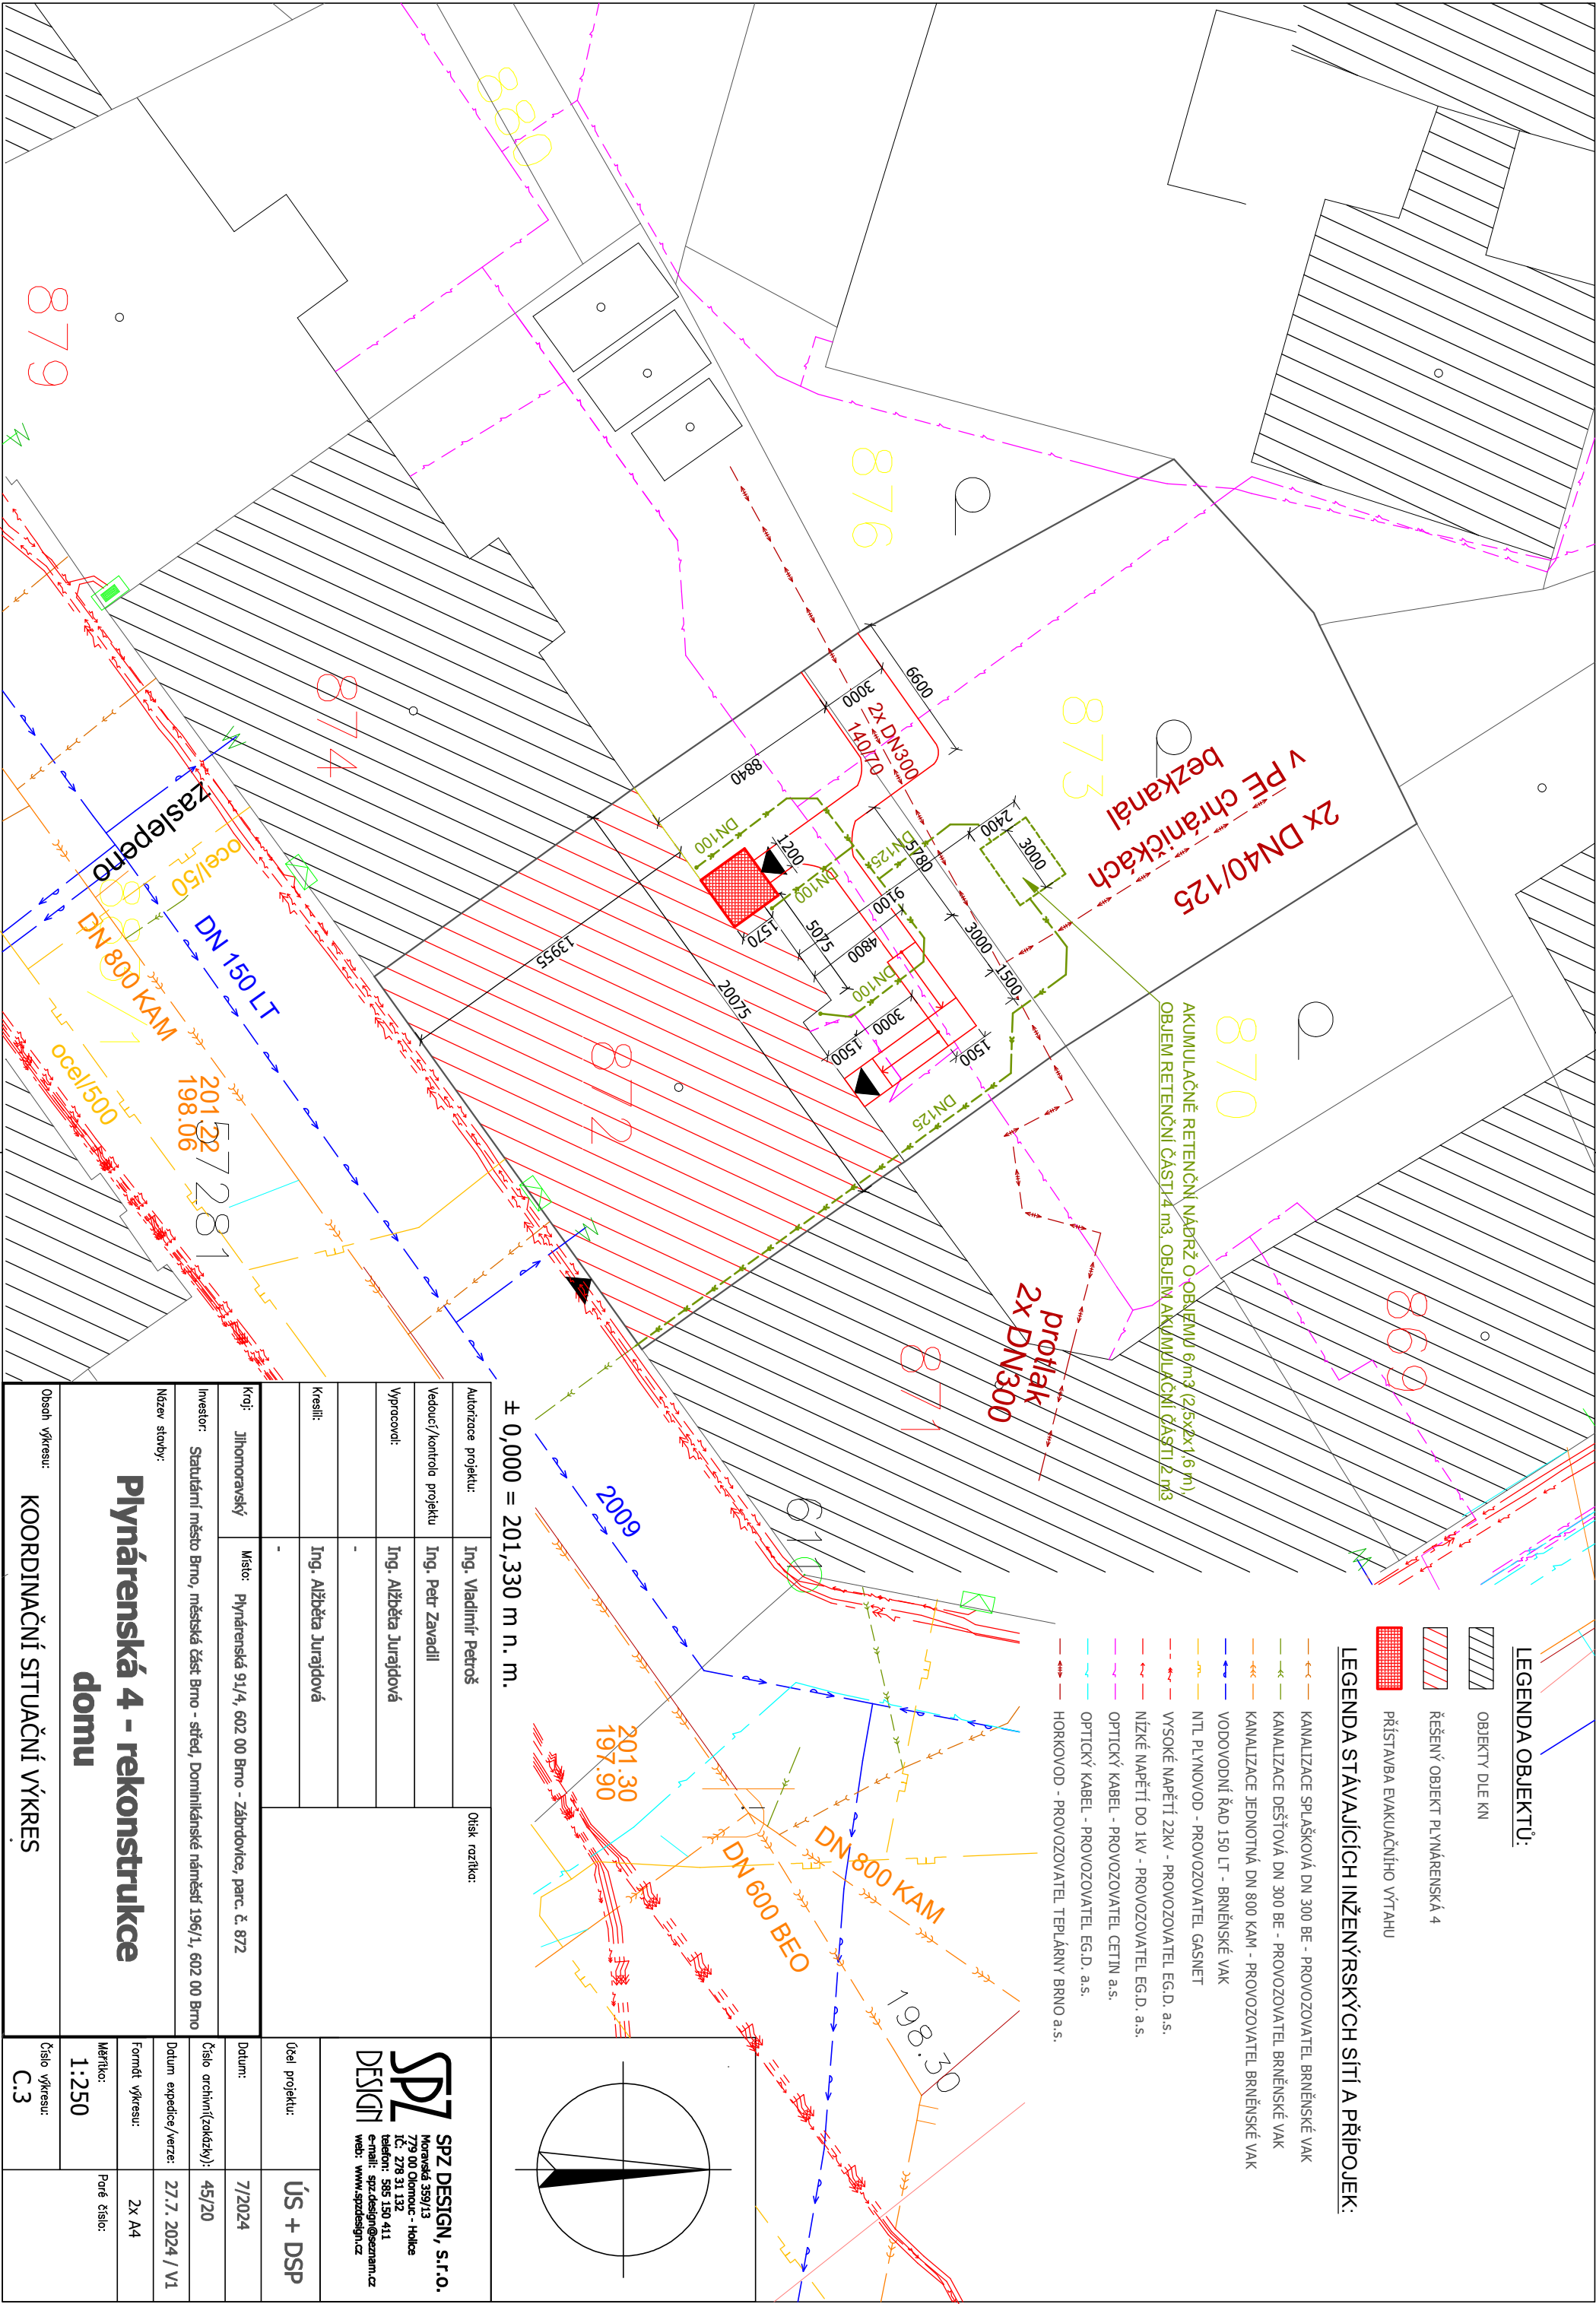 LEGENDA OBJEKTŮ:
OBJEKTY DLE KN
ŘEŠENÝ OBJEKT PLYNÁRENSKÁ 4
PŘÍSTAVBA EVAKUAČNÍHO VÝTAHU
LEGENDA STÁVAJÍCÍCH INŽENÝRSKÝCH SÍTÍ A PŘÍPOJEK:
KANALIZACE SPLAŠKOVÁ DN 300 BE - PROVOZOVATEL BRNĚNSKÉ VAK
KANALIZACE DEŠŤOVÁ DN 300 BE - PROVOZOVATEL BRNĚNSKÉ VAK
KANALIZACE JEDNOTNÁ DN 800 KAM - PROVOZOVATEL BRNĚNSKÉ VAK
VODOVODNÍ ŘAD 150 LT - BRNĚNSKÉ VAK
NTL PLYNOVOD - PROVOZOVATEL GASNET
VYSOKÉ NAPĚTÍ 22kV - PROVOZOVATEL EG.D. a.s.
NÍZKÉ NAPĚTÍ DO 1kV - PROVOZOVATEL EG.D. a.s.
OPTICKÝ KABEL - PROVOZOVATEL CETIN a.s.
OPTICKÝ KABEL - PROVOZOVATEL EG.D. a.s.
HORKOVOD - PROVOZOVATEL TEPLÁRNY BRNO a.s.
880
879
876
873
870
869
874
872
871
AKUMULAČNĚ RETENČNÍ NÁDRŽ O OBJEMU 6 m3 (2,5x2x1,6 m),
OBJEM RETENČNÍ ČÁSTI 4 m3, OBJEM AKUMULAČNÍ ČÁSTI 2 m3
2x DN40/125
v PE chráničkách
bezkanál
2x DN300
140/70
protlak
2x DN300
6600
3000
8840
DN100
1200
DN125
5780
2400
3000
DN100
9100
1570
5075
4800
3000
1500
DN100
3000
1500
1500
13955
20075
DN125
zaslepeno
ocel/50
DN 150 LT
DN 800 KAM
ocel/500
201.22
198.06
57281
2009
201.30
197.90
DN 800 KAM
DN 600 BEO
198.30
± 0,000 = 201,330 m n. m.
Autorizace projektu: Ing. Vladimír Petroš
Otisk razítka:
Vedoucí/kontrola projektu Ing. Petr Zavadil
Vypracoval: Ing. Alžběta Jurajdová
-
Kreslil: Ing. Alžběta Jurajdová
-
Kraj: Jihomoravský Místo: Plynárenská 91/4, 602 00 Brno - Zábrdovice, parc. č. 872
Investor: Statutární město Brno, městská část Brno - střed, Dominikánské náměstí 196/1, 602 00 Brno
Název stavby:
Plynárenská 4 - rekonstrukce
domu
Obsah výkresu:
KOORDINAČNÍ SITUAČNÍ VÝKRES
SPZ
DESIGN
SPZ DESIGN, s.r.o.
Moravská 359/13
779 00 Olomouc - Holice
IČ: 278 31 132
telefon: 585 150 411
e-mail: spz.design@seznam.cz
web: www.spzdesign.cz
Účel projektu: ÚS + DSP
Datum: 7/2024
Číslo archivní(zakázky): 45/20
Datum expedice/verze: 27.7. 2024 / V1
Formát výkresu: 2x A4
Měřítko:
1:250
Paré číslo:
Číslo výkresu:
C.3